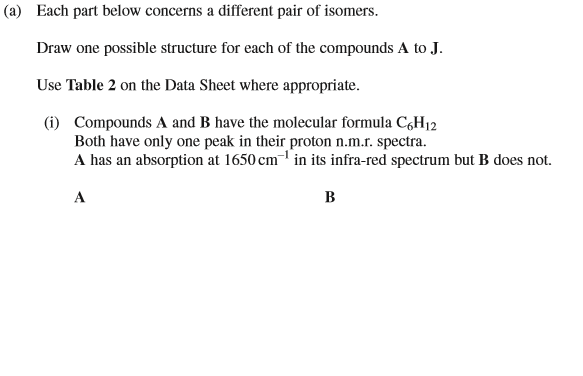 (a) Each part below concerns a different pair of isomers.
Draw one possible structure for each of the compounds A to J.
Use Table 2 on the Data Sheet where appropriate.
(i) Compounds A and B have the molecular formula C₆H₁₂
Both have only one peak in their proton n.m.r. spectra.
A has an absorption at 1650 cm⁻¹ in its infra-red spectrum but B does not.
A B